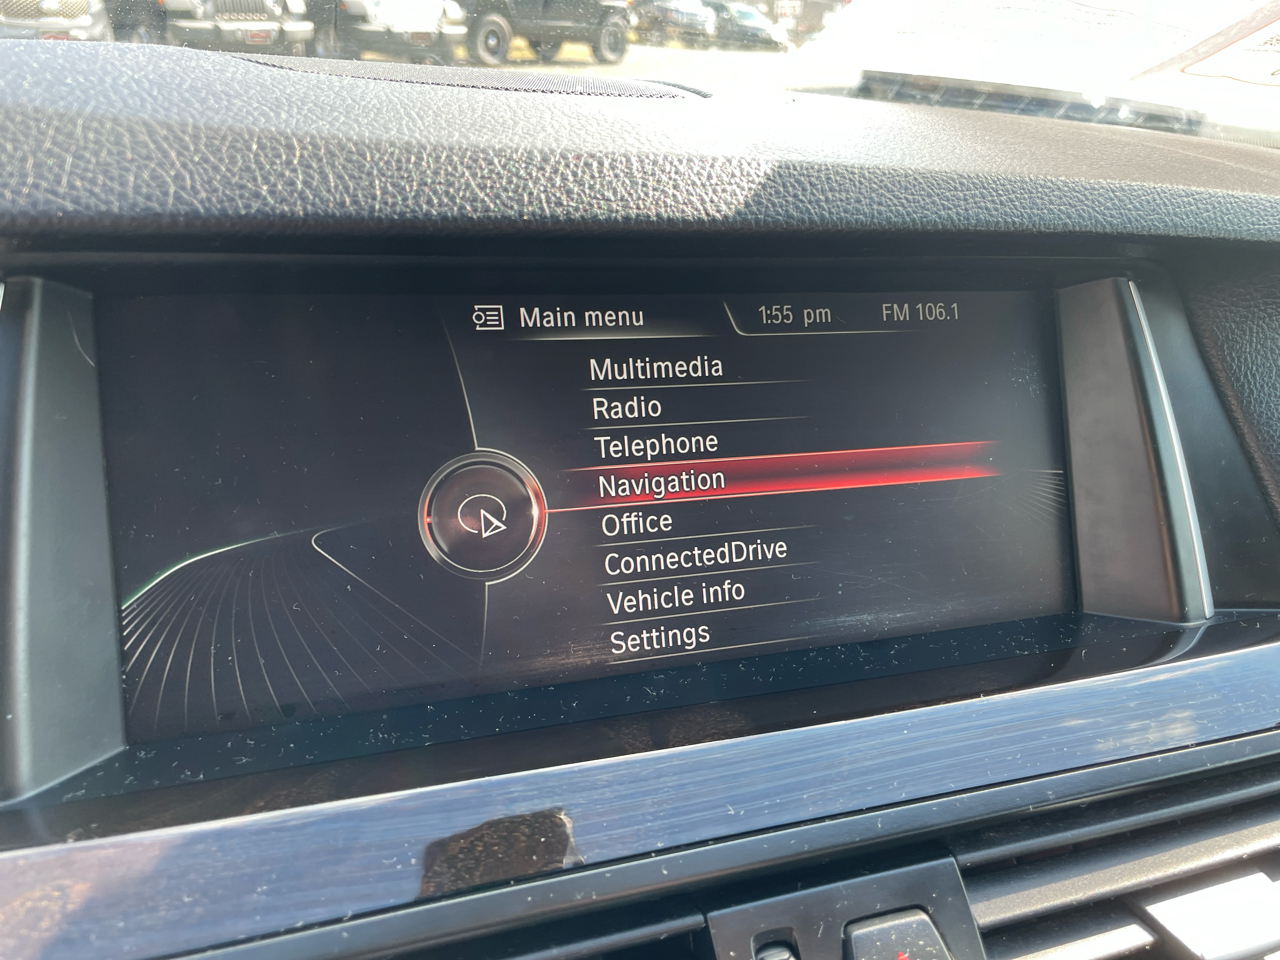 Main menu
1:55 pm
FM 106.1
Multimedia
Radio
Telephone
Navigation
Office
ConnectedDrive
Vehicle info
Settings